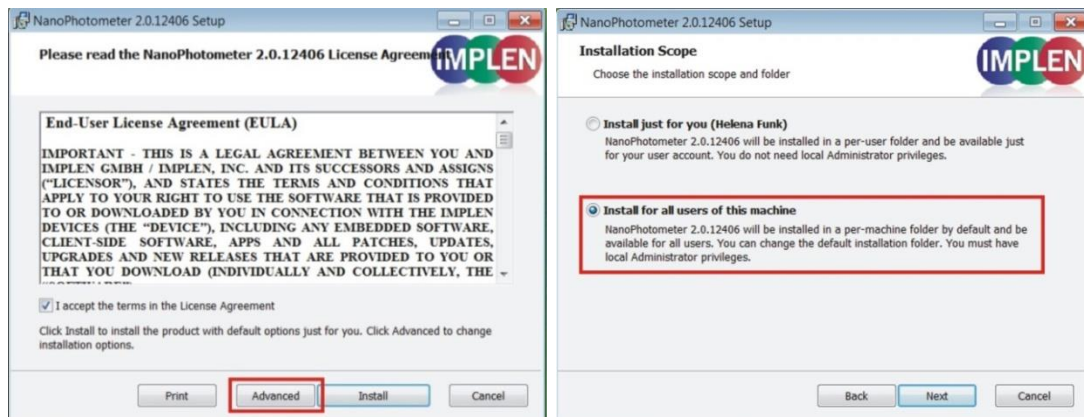 NanoPhotometer 2.0.12406 Setup
Please read the NanoPhotometer 2.0.12406 License Agreem
IMPLEN
End-User License Agreement (EULA)
IMPORTANT - THIS IS A LEGAL AGREEMENT BETWEEN YOU AND
IMPLEN GMBH / IMPLEN, INC. AND ITS SUCCESSORS AND ASSIGNS
("LICENSOR"), AND STATES THE TERMS AND CONDITIONS THAT
APPLY TO YOUR RIGHT TO USE THE SOFTWARE THAT IS PROVIDED
TO OR DOWNLOADED BY YOU IN CONNECTION WITH THE IMPLEN
DEVICES (THE "DEVICE"), INCLUDING ANY EMBEDDED SOFTWARE,
CLIENT-SIDE SOFTWARE, APPS AND ALL PATCHES, UPDATES,
UPGRADES AND NEW RELEASES THAT ARE PROVIDED TO YOU OR
THAT YOU DOWNLOAD (INDIVIDUALLY AND COLLECTIVELY, THE
I accept the terms in the License Agreement
Click Install to install the product with default options just for you. Click Advanced to change
installation options.
Print Advanced Install Cancel
NanoPhotometer 2.0.12406 Setup
Installation Scope
Choose the installation scope and folder
IMPLEN
Install just for you (Helena Funk)
NanoPhotometer 2.0.12406 will be installed in a per-user folder and be available just
for your user account. You do not need local Administrator privileges.
Install for all users of this machine
NanoPhotometer 2.0.12406 will be installed in a per-machine folder by default and be
available for all users. You can change the default installation folder. You must have
local Administrator privileges.
Back Next Cancel